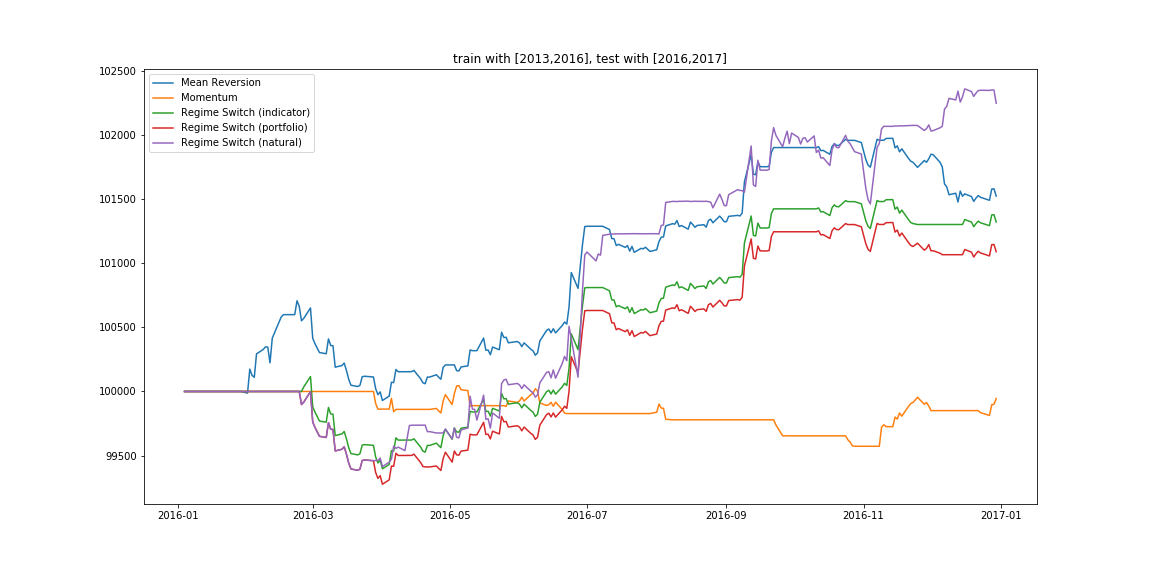 train with [2013,2016], test with [2016,2017]
102500
102000
101500
101000
100500
100000
99500
Mean Reversion
Momentum
Regime Switch (indicator)
Regime Switch (portfolio)
Regime Switch (natural)
2016-01
2016-03
2016-05
2016-07
2016-09
2016-11
2017-01